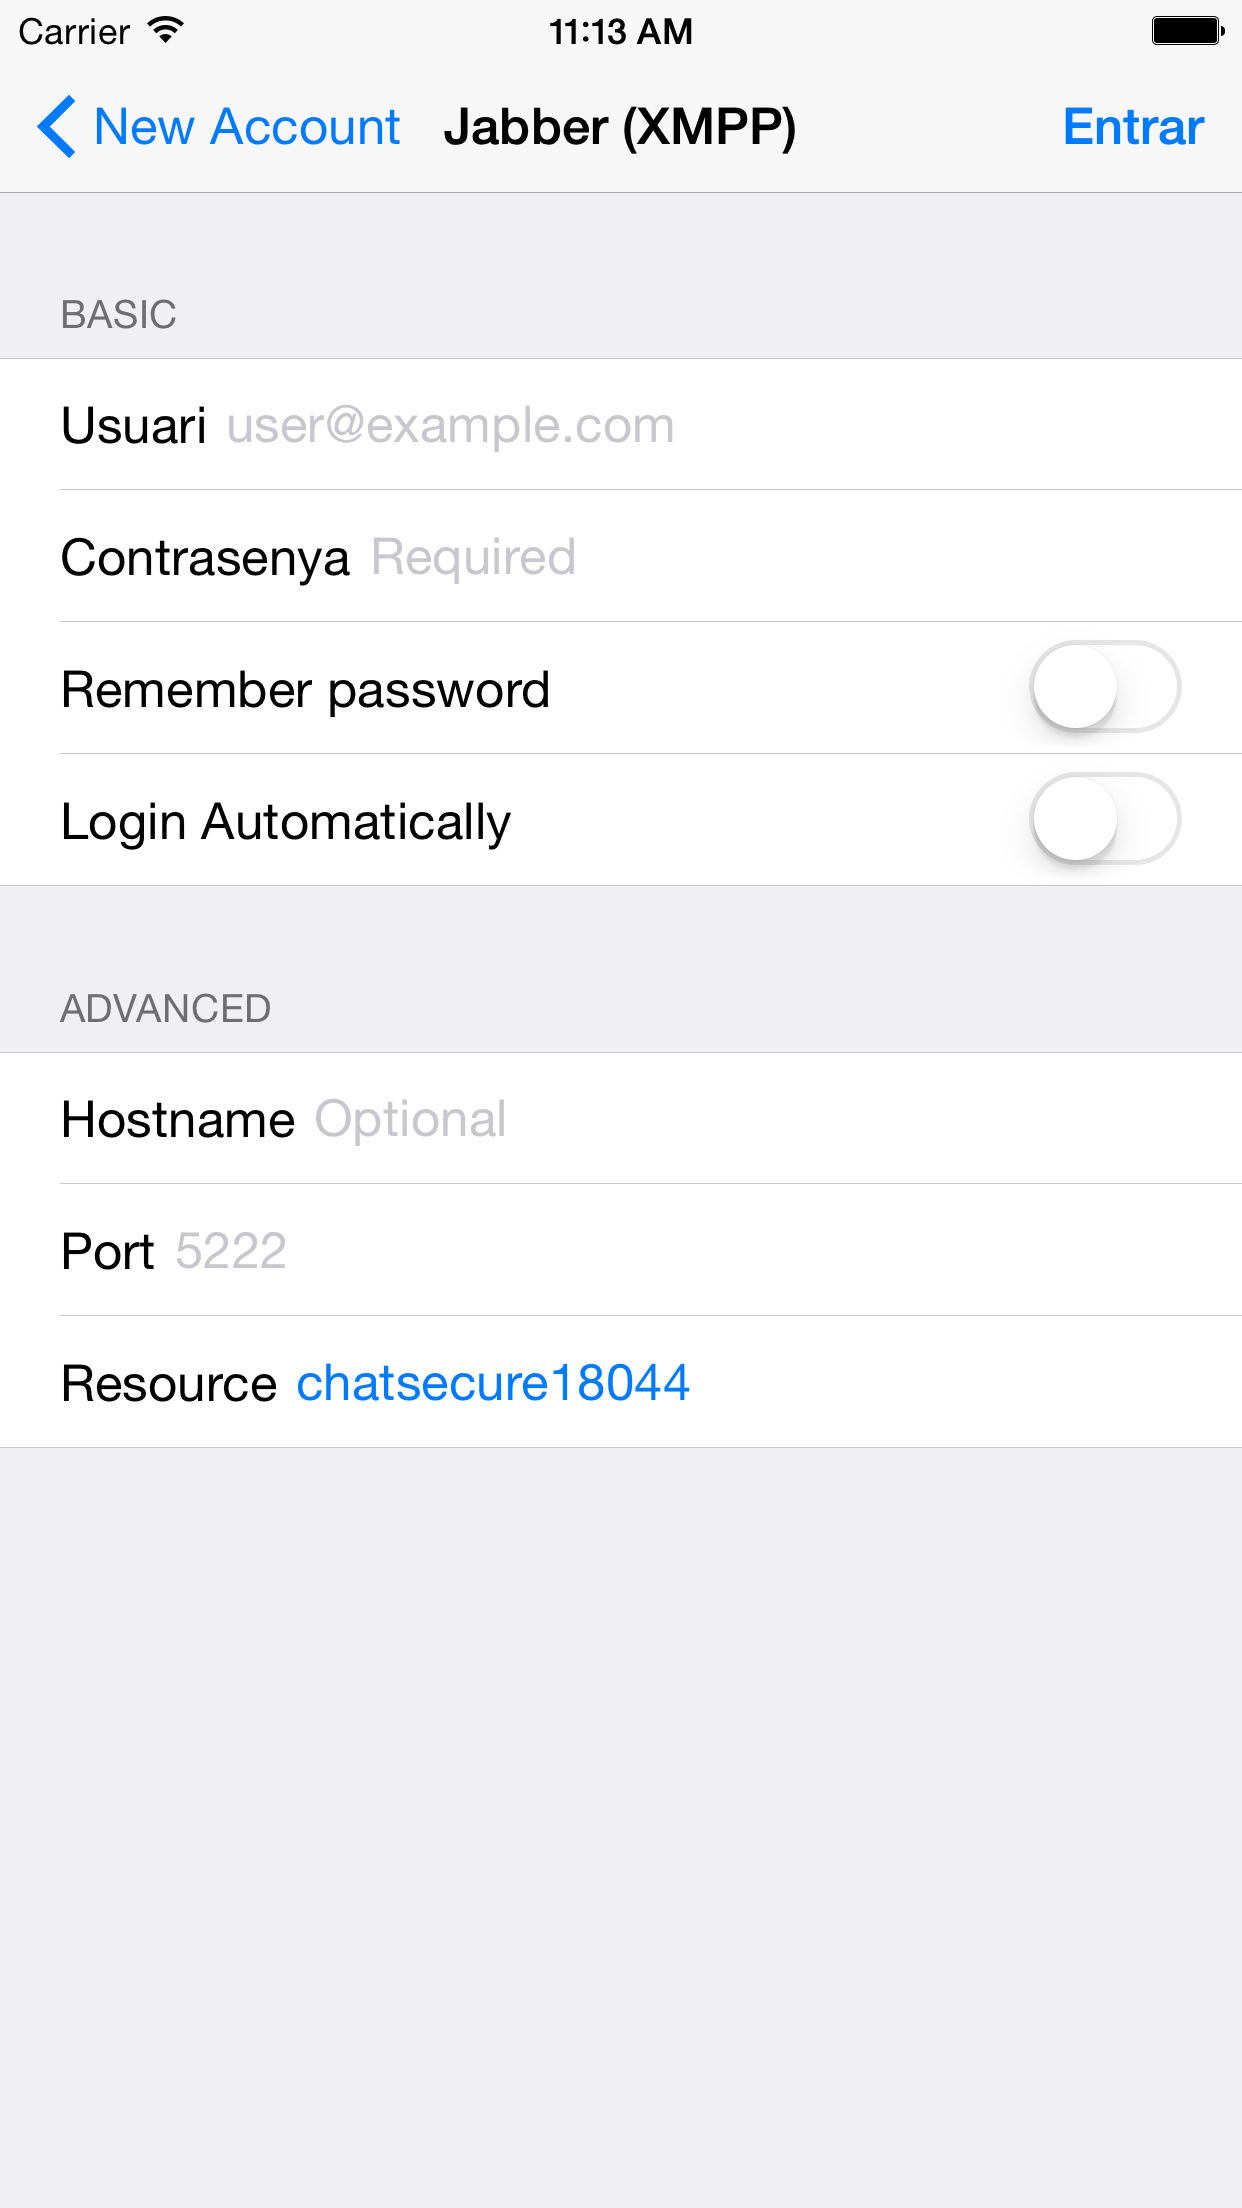 Carrier 11:13 AM
New Account Jabber (XMPP) Entrar
BASIC
Usuari user@example.com
Contrasenya Required
Remember password
Login Automatically
ADVANCED
Hostname Optional
Port 5222
Resource chatsecure18044